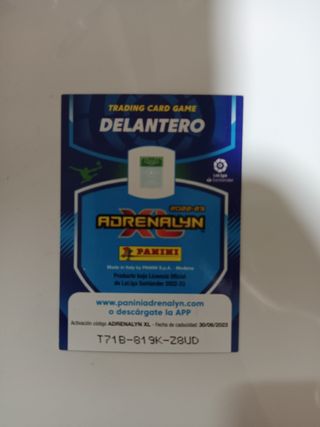 TRADING CARD GAME
DELANTERO
LaLiga
Santander
2022-23
ADRENALYN
XL
PANINI
Made in Italy by PANINI S.p.A. - Modena
Producto bajo Licencia Oficial
de LaLiga Santander 2022-23
www.paniniadrenalyn.com
o descárgate la APP
Activación código ADRENALYN XL - Fecha de caducidad: 30/06/2023
T71B-819K-Z8UD